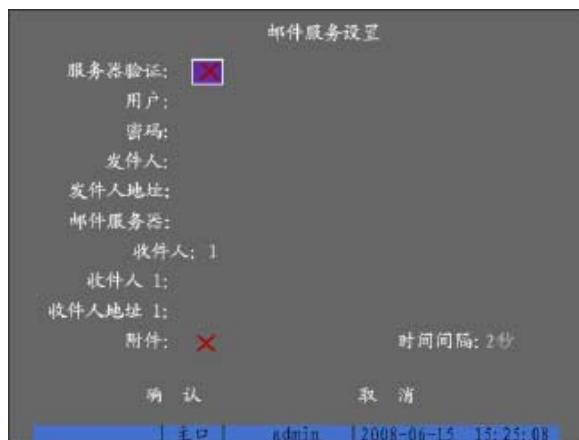 邮件服务设置
服务器验证:
用户:
密码:
发件人:
发件人地址:
邮件服务器:
收件人: 1
收件人 1:
收件人地址 1:
附件: 时间间隔: 2秒
确 认 取 消
主口 admin 2008-06-15 15:25:08